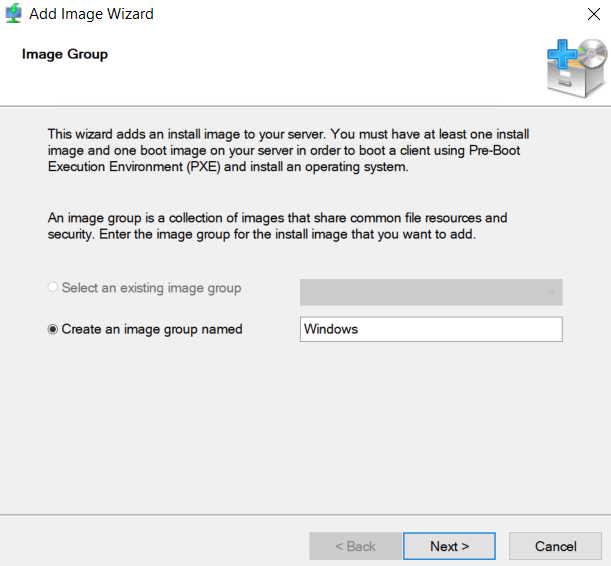 Add Image Wizard
Image Group
This wizard adds an install image to your server. You must have at least one install
image and one boot image on your server in order to boot a client using Pre-Boot
Execution Environment (PXE) and install an operating system.
An image group is a collection of images that share common file resources and
security. Enter the image group for the install image that you want to add.
Select an existing image group
Create an image group named
Windows
< Back
Next >
Cancel